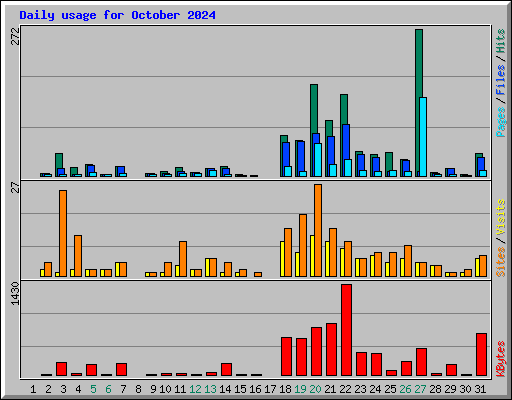 Daily usage for October 2024
272
Pages / Files / Hits
27
Sites / Visits
1430
KBytes
1 2 3 4 5 6 7 8 9 10 11 12 13 14 15 16 17 18 19 20 21 22 23 24 25 26 27 28 29 30 31